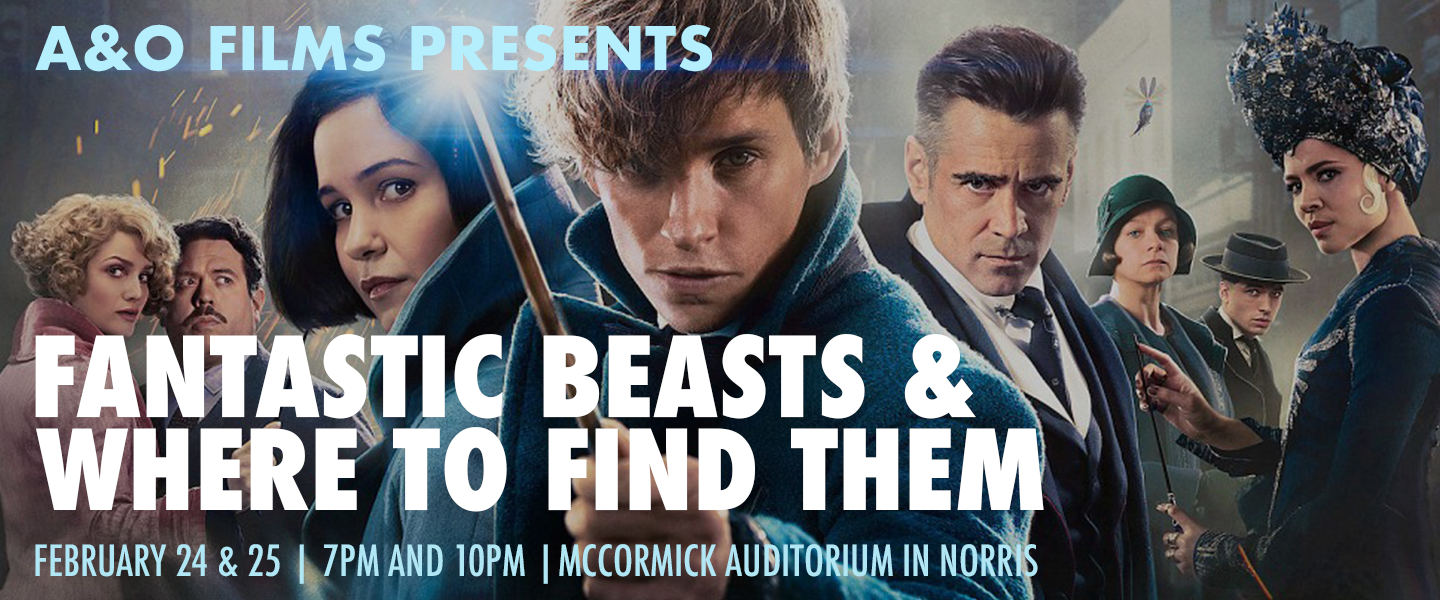 A&O FILMS PRESENTS
FANTASTIC BEASTS &
WHERE TO FIND THEM
FEBRUARY 24 & 25 | 7PM AND 10PM | MCCORMICK AUDITORIUM IN NORRIS